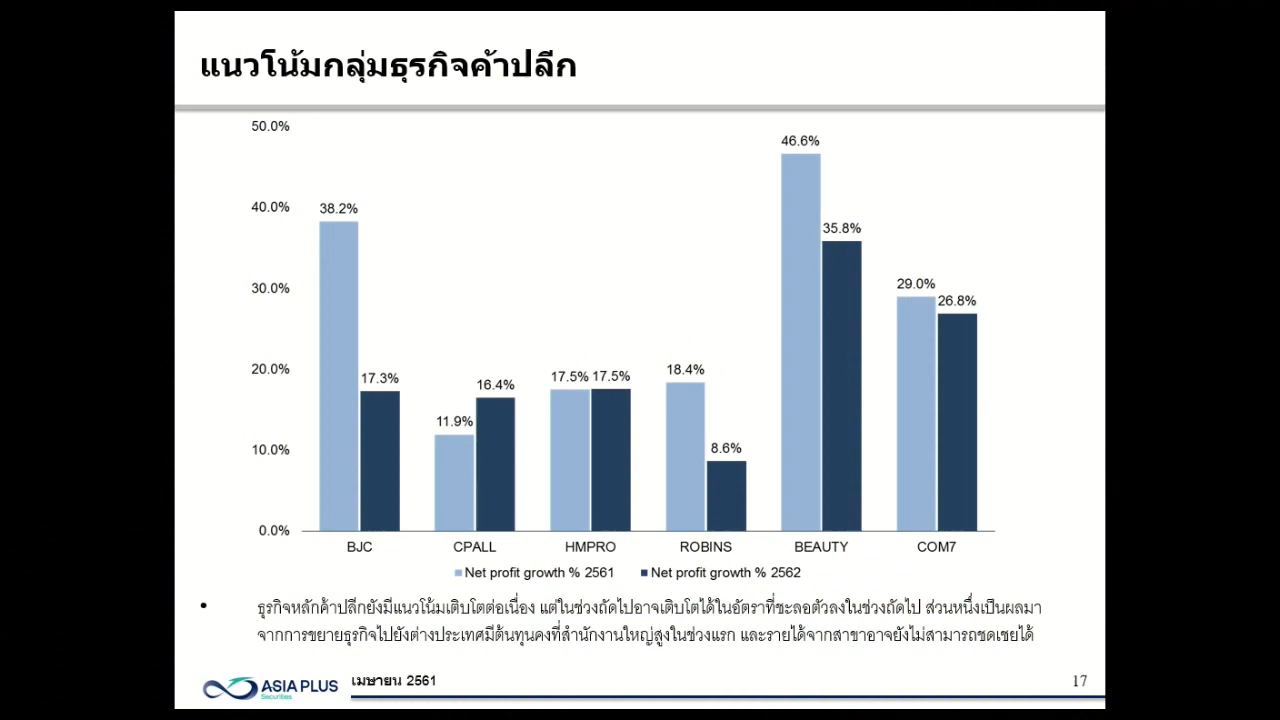 แนวโน้มกลุ่มธุรกิจค้าปลีก
50.0%
40.0%
30.0%
20.0%
10.0%
0.0%
38.2%
17.3%
11.9%
16.4%
17.5% 17.5%
18.4%
8.6%
46.6%
35.8%
29.0%
26.8%
BJC CPALL HMPRO ROBINS BEAUTY COM7
Net profit growth % 2561 Net profit growth % 2562
• ธุรกิจหลักค้าปลีกยังมีแนวโน้มเติบโตต่อเนื่อง แต่ในช่วงถัดไปอาจเติบโตได้ในอัตราที่ชะลอตัวลงในช่วงถัดไป ส่วนหนึ่งเป็นผลมา
จากการขยายธุรกิจไปยังต่างประเทศมีต้นทุนคงที่สำนักงานใหญ่สูงในช่วงแรก และรายได้จากสาขาอาจยังไม่สามารถชดเชยได้
ASIA PLUS
Securities
เมษายน 2561
17